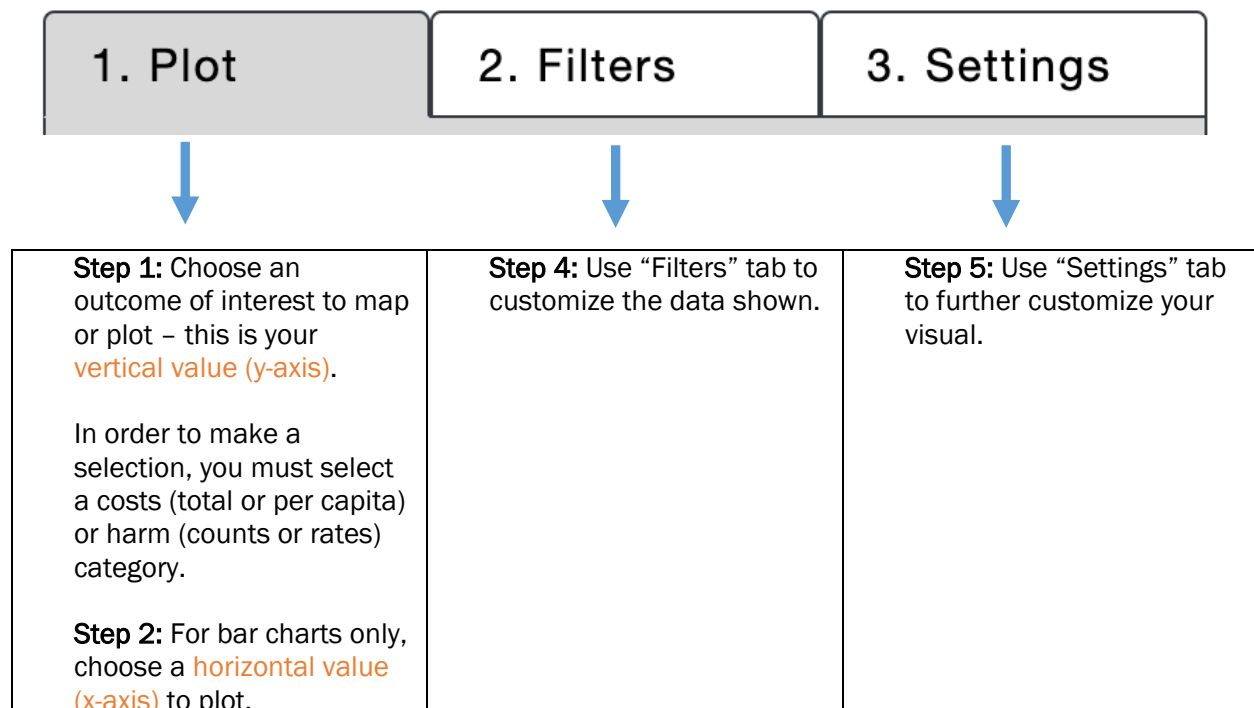 1. Plot
2. Filters
3. Settings
Step 1: Choose an
outcome of interest to map
or plot – this is your
vertical value (y-axis).
In order to make a
selection, you must select
a costs (total or per capita)
or harm (counts or rates)
category.
Step 2: For bar charts only,
choose a horizontal value
(x-axis) to plot.
Step 4: Use “Filters” tab to
customize the data shown.
Step 5: Use “Settings” tab
to further customize your
visual.